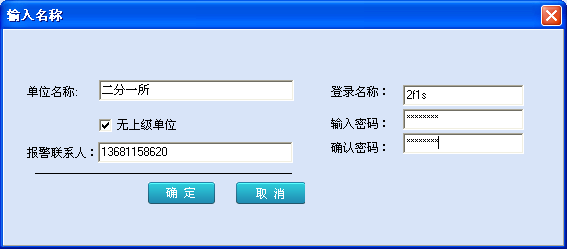 输入名称
单位名称: 二分一所
无上级单位
报警联系人： 13681158620
登录名称： 2f1s
输入密码： ********
确认密码： ********
确 定 取 消